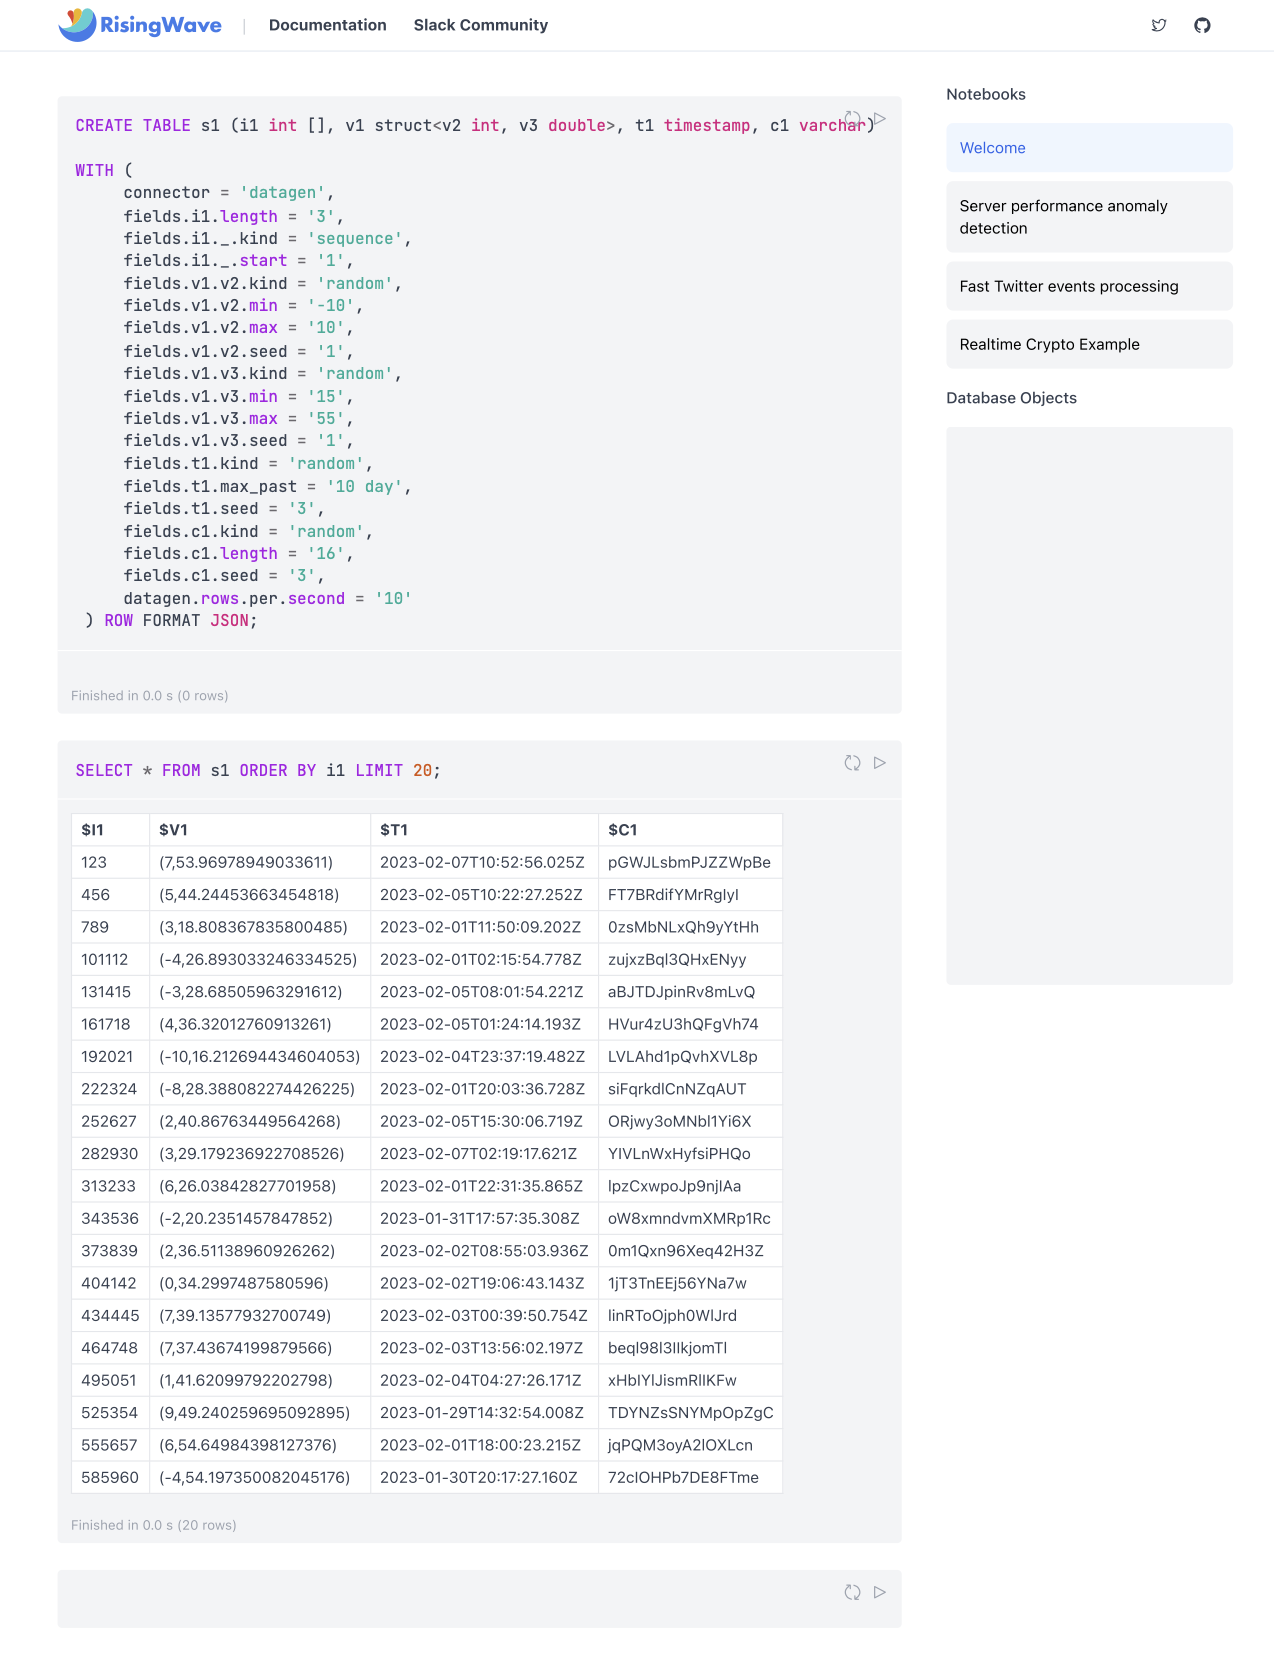 RisingWave | Documentation Slack Community
CREATE TABLE s1 (i1 int [], v1 struct<v2 int, v3 double>, t1 timestamp, c1 varchar)
WITH (
connector = 'datagen',
fields.i1.length = '3',
fields.i1._.kind = 'sequence',
fields.i1._.start = '1',
fields.v1.v2.kind = 'random',
fields.v1.v2.min = '-10',
fields.v1.v2.max = '10',
fields.v1.v2.seed = '1',
fields.v1.v3.kind = 'random',
fields.v1.v3.min = '15',
fields.v1.v3.max = '55',
fields.v1.v3.seed = '1',
fields.t1.kind = 'random',
fields.t1.max_past = '10 day',
fields.t1.seed = '3',
fields.c1.kind = 'random',
fields.c1.length = '16',
fields.c1.seed = '3',
datagen.rows.per.second = '10'
) ROW FORMAT JSON;
Finished in 0.0 s (0 rows)
SELECT * FROM s1 ORDER BY i1 LIMIT 20;
$I1 $V1 $T1 $C1
123 (7,53.96978949033611) 2023-02-07T10:52:56.025Z pGWJLsbmPJZZWpBe
456 (5,44.24453663454818) 2023-02-05T10:22:27.252Z FT7BRdifYMrRgIyI
789 (3,18.808367835800485) 2023-02-01T11:50:09.202Z 0zsMbNLxQh9yYtHh
101112 (-4,26.893033246334525) 2023-02-01T02:15:54.778Z zujxzBql3QHxENyy
131415 (-3,28.68505963291612) 2023-02-05T08:01:54.221Z aBJTDJpinRv8mLvQ
161718 (4,36.32012760913261) 2023-02-05T01:24:14.193Z HVur4zU3hQFgVh74
192021 (-10,16.212694434604053) 2023-02-04T23:37:19.482Z LVLAhd1pQvhXVL8p
222324 (-8,28.388082274426225) 2023-02-01T20:03:36.728Z siFqrkdlCnNZqAUT
252627 (2,40.86763449564268) 2023-02-05T15:30:06.719Z ORjwy3oMNbl1Yi6X
282930 (3,29.179236922708526) 2023-02-07T02:19:17.621Z YIVLnWxHyfsiPHQo
313233 (6,26.03842827701958) 2023-02-01T22:31:35.865Z lpzCxwpoJp9njIAa
343536 (-2,20.2351457847852) 2023-01-31T17:57:35.308Z oW8xmndvmXMRp1Rc
373839 (2,36.51138960926262) 2023-02-02T08:55:03.936Z 0m1Qxn96Xeq42H3Z
404142 (0,34.2997487580596) 2023-02-02T19:06:43.143Z 1jT3TnEEj56YNa7w
434445 (7,39.13577932700749) 2023-02-03T00:39:50.754Z linRToOjph0WlJrd
464748 (7,37.43674199879566) 2023-02-03T13:56:02.197Z beql98l3IlkjomTl
495051 (1,41.62099792202798) 2023-02-04T04:27:26.171Z xHbIYlJismRlIKFw
525354 (9,49.240259695092895) 2023-01-29T14:32:54.008Z TDYNZsSNYMpOpZgC
555657 (6,54.64984398127376) 2023-02-01T18:00:23.215Z jqPQM3oyA2lOXLcn
585960 (-4,54.197350082045176) 2023-01-30T20:17:27.160Z 72clOHPb7DE8FTme
Finished in 0.0 s (20 rows)
Notebooks
Welcome
Server performance anomaly
detection
Fast Twitter events processing
Realtime Crypto Example
Database Objects